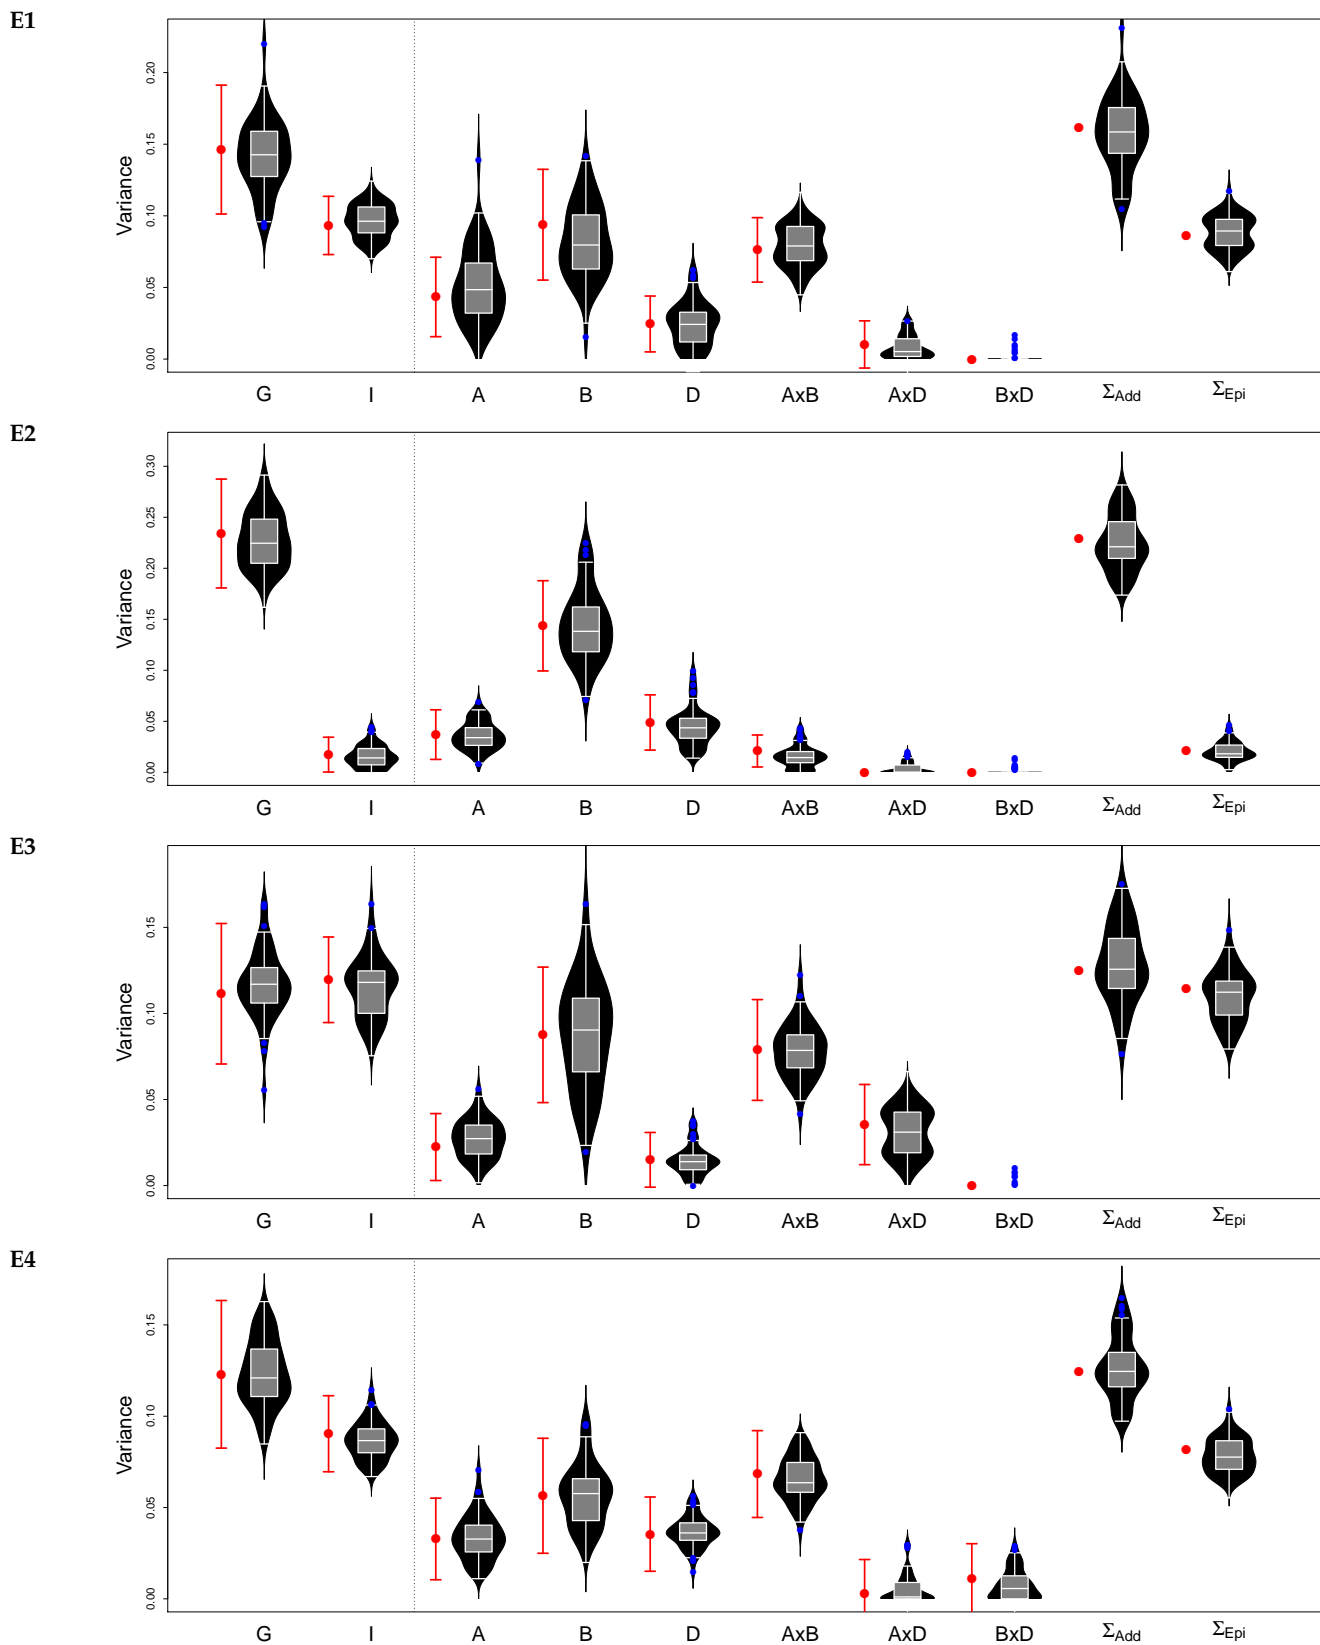 E1
Variance
0.00 0.05 0.10 0.15 0.20
G I A B D AxB AxD BxD ΣAdd ΣEpi
E2
Variance
0.00 0.05 0.10 0.15 0.20 0.25 0.30
G I A B D AxB AxD BxD ΣAdd ΣEpi
E3
Variance
0.00 0.05 0.10 0.15
G I A B D AxB AxD BxD ΣAdd ΣEpi
E4
Variance
0.00 0.05 0.10 0.15
G I A B D AxB AxD BxD ΣAdd ΣEpi